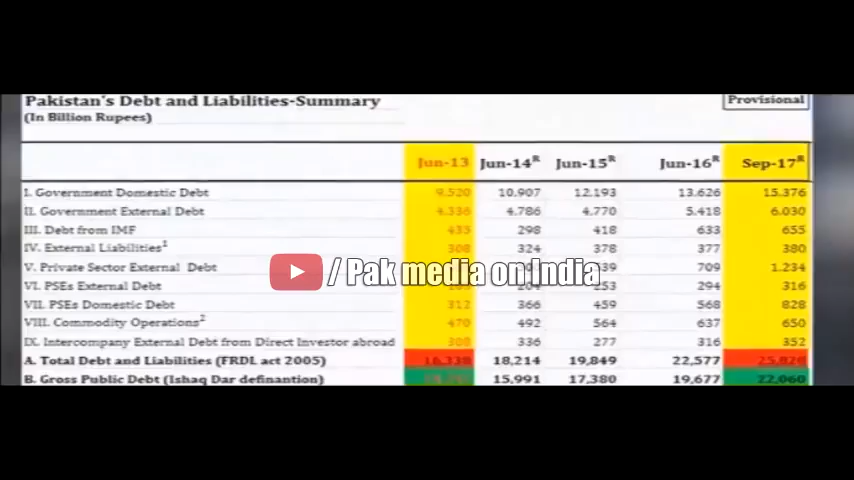 Pakistan's Debt and Liabilities-Summary Provisional
(In Billion Rupees)
Jun-13 Jun-14R Jun-15R Jun-16R Sep-17R
I. Government Domestic Debt 9.520 10.907 12.193 13.626 15.376
II. Government External Debt 4.336 4.786 4.770 5.418 6.030
III. Debt from IMF 435 298 418 633 655
IV. External Liabilities1 308 324 378 377 380
V. Private Sector External Debt 709 1.234
/ Pak media on India
VI. PSEs External Debt 294 316
VII. PSEs Domestic Debt 312 366 459 568 828
VIII. Commodity Operations2 470 492 564 637 650
IX. Intercompany External Debt from Direct Investor abroad 308 336 277 316 352
A. Total Debt and Liabilities (FRDL act 2005) 16,338 18,214 19,849 22,577
B. Gross Public Debt (Ishaq Dar definantion) 15,991 17,380 19,677 22,060